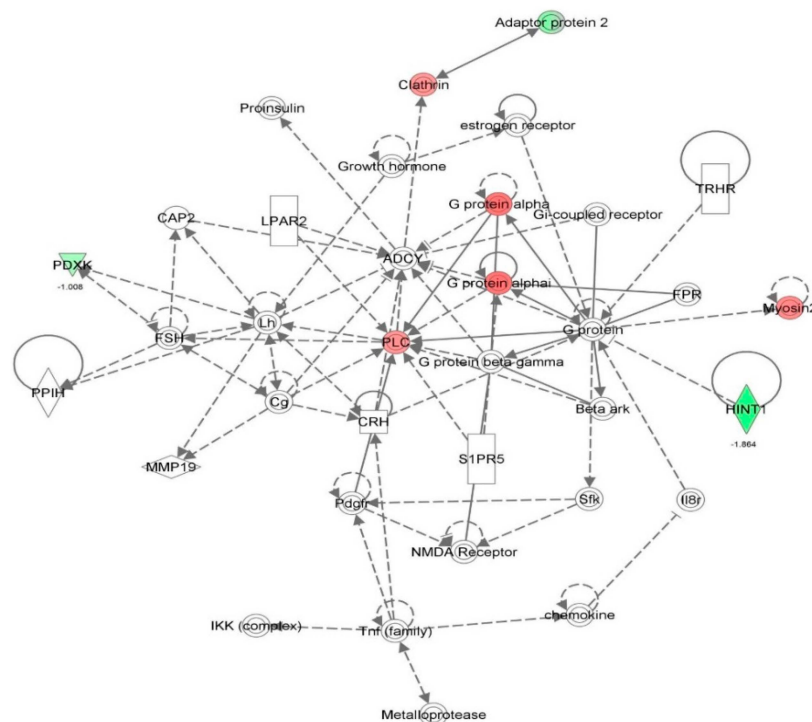 Adaptor protein 2
Clathrin
Proinsulin
estrogen receptor
Growth hormone
TRHR
G protein alpha
CAP2
LPAR2
Gi-coupled receptor
ADCY
PDXK
-1.008
G protein alphai
FPR
Myosin2
Lh
G protein
FSH
PLC
G protein beta gamma
PPIH
Cg
Beta ark
HINT1
CRH
-1.864
MMP19
S1PR5
Pdgfr
Sfk
Il8r
NMDA Receptor
chemokine
IKK (complex)
Tnf (family)
Metalloprotease